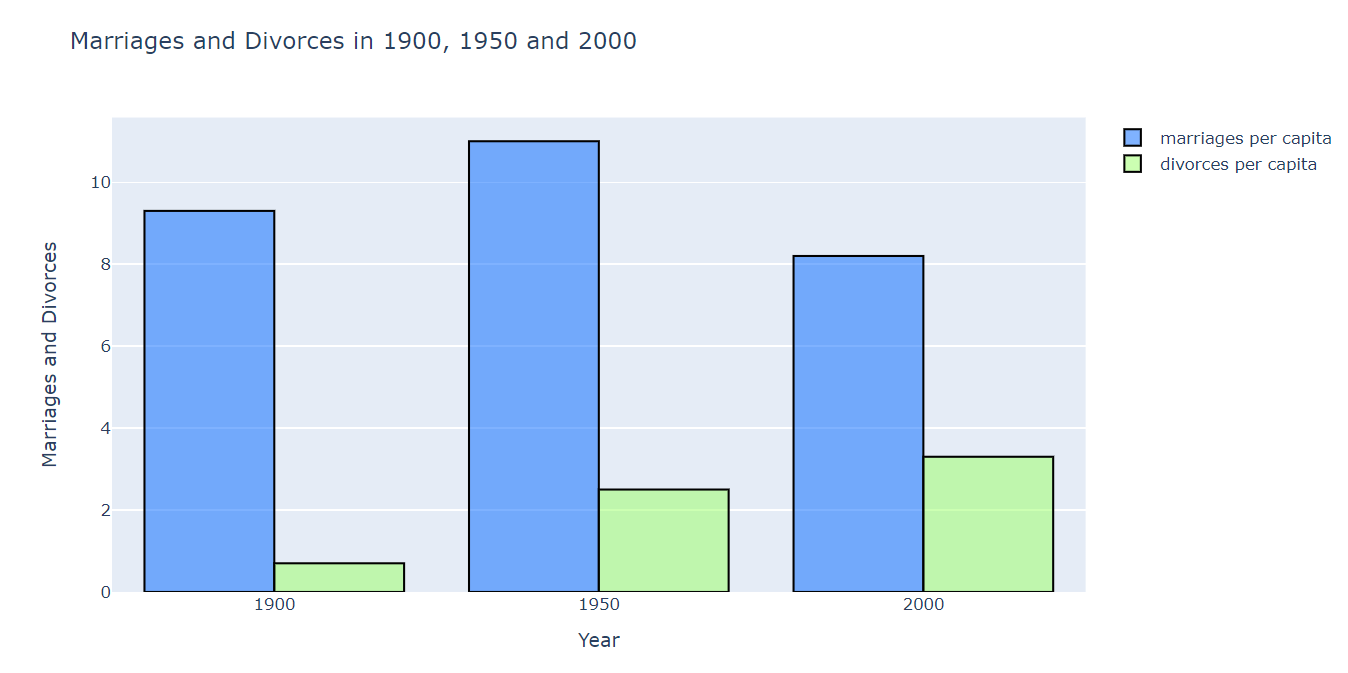 Marriages and Divorces in 1900, 1950 and 2000
marriages per capita
divorces per capita
Marriages and Divorces
10
8
6
4
2
0
1900
1950
2000
Year